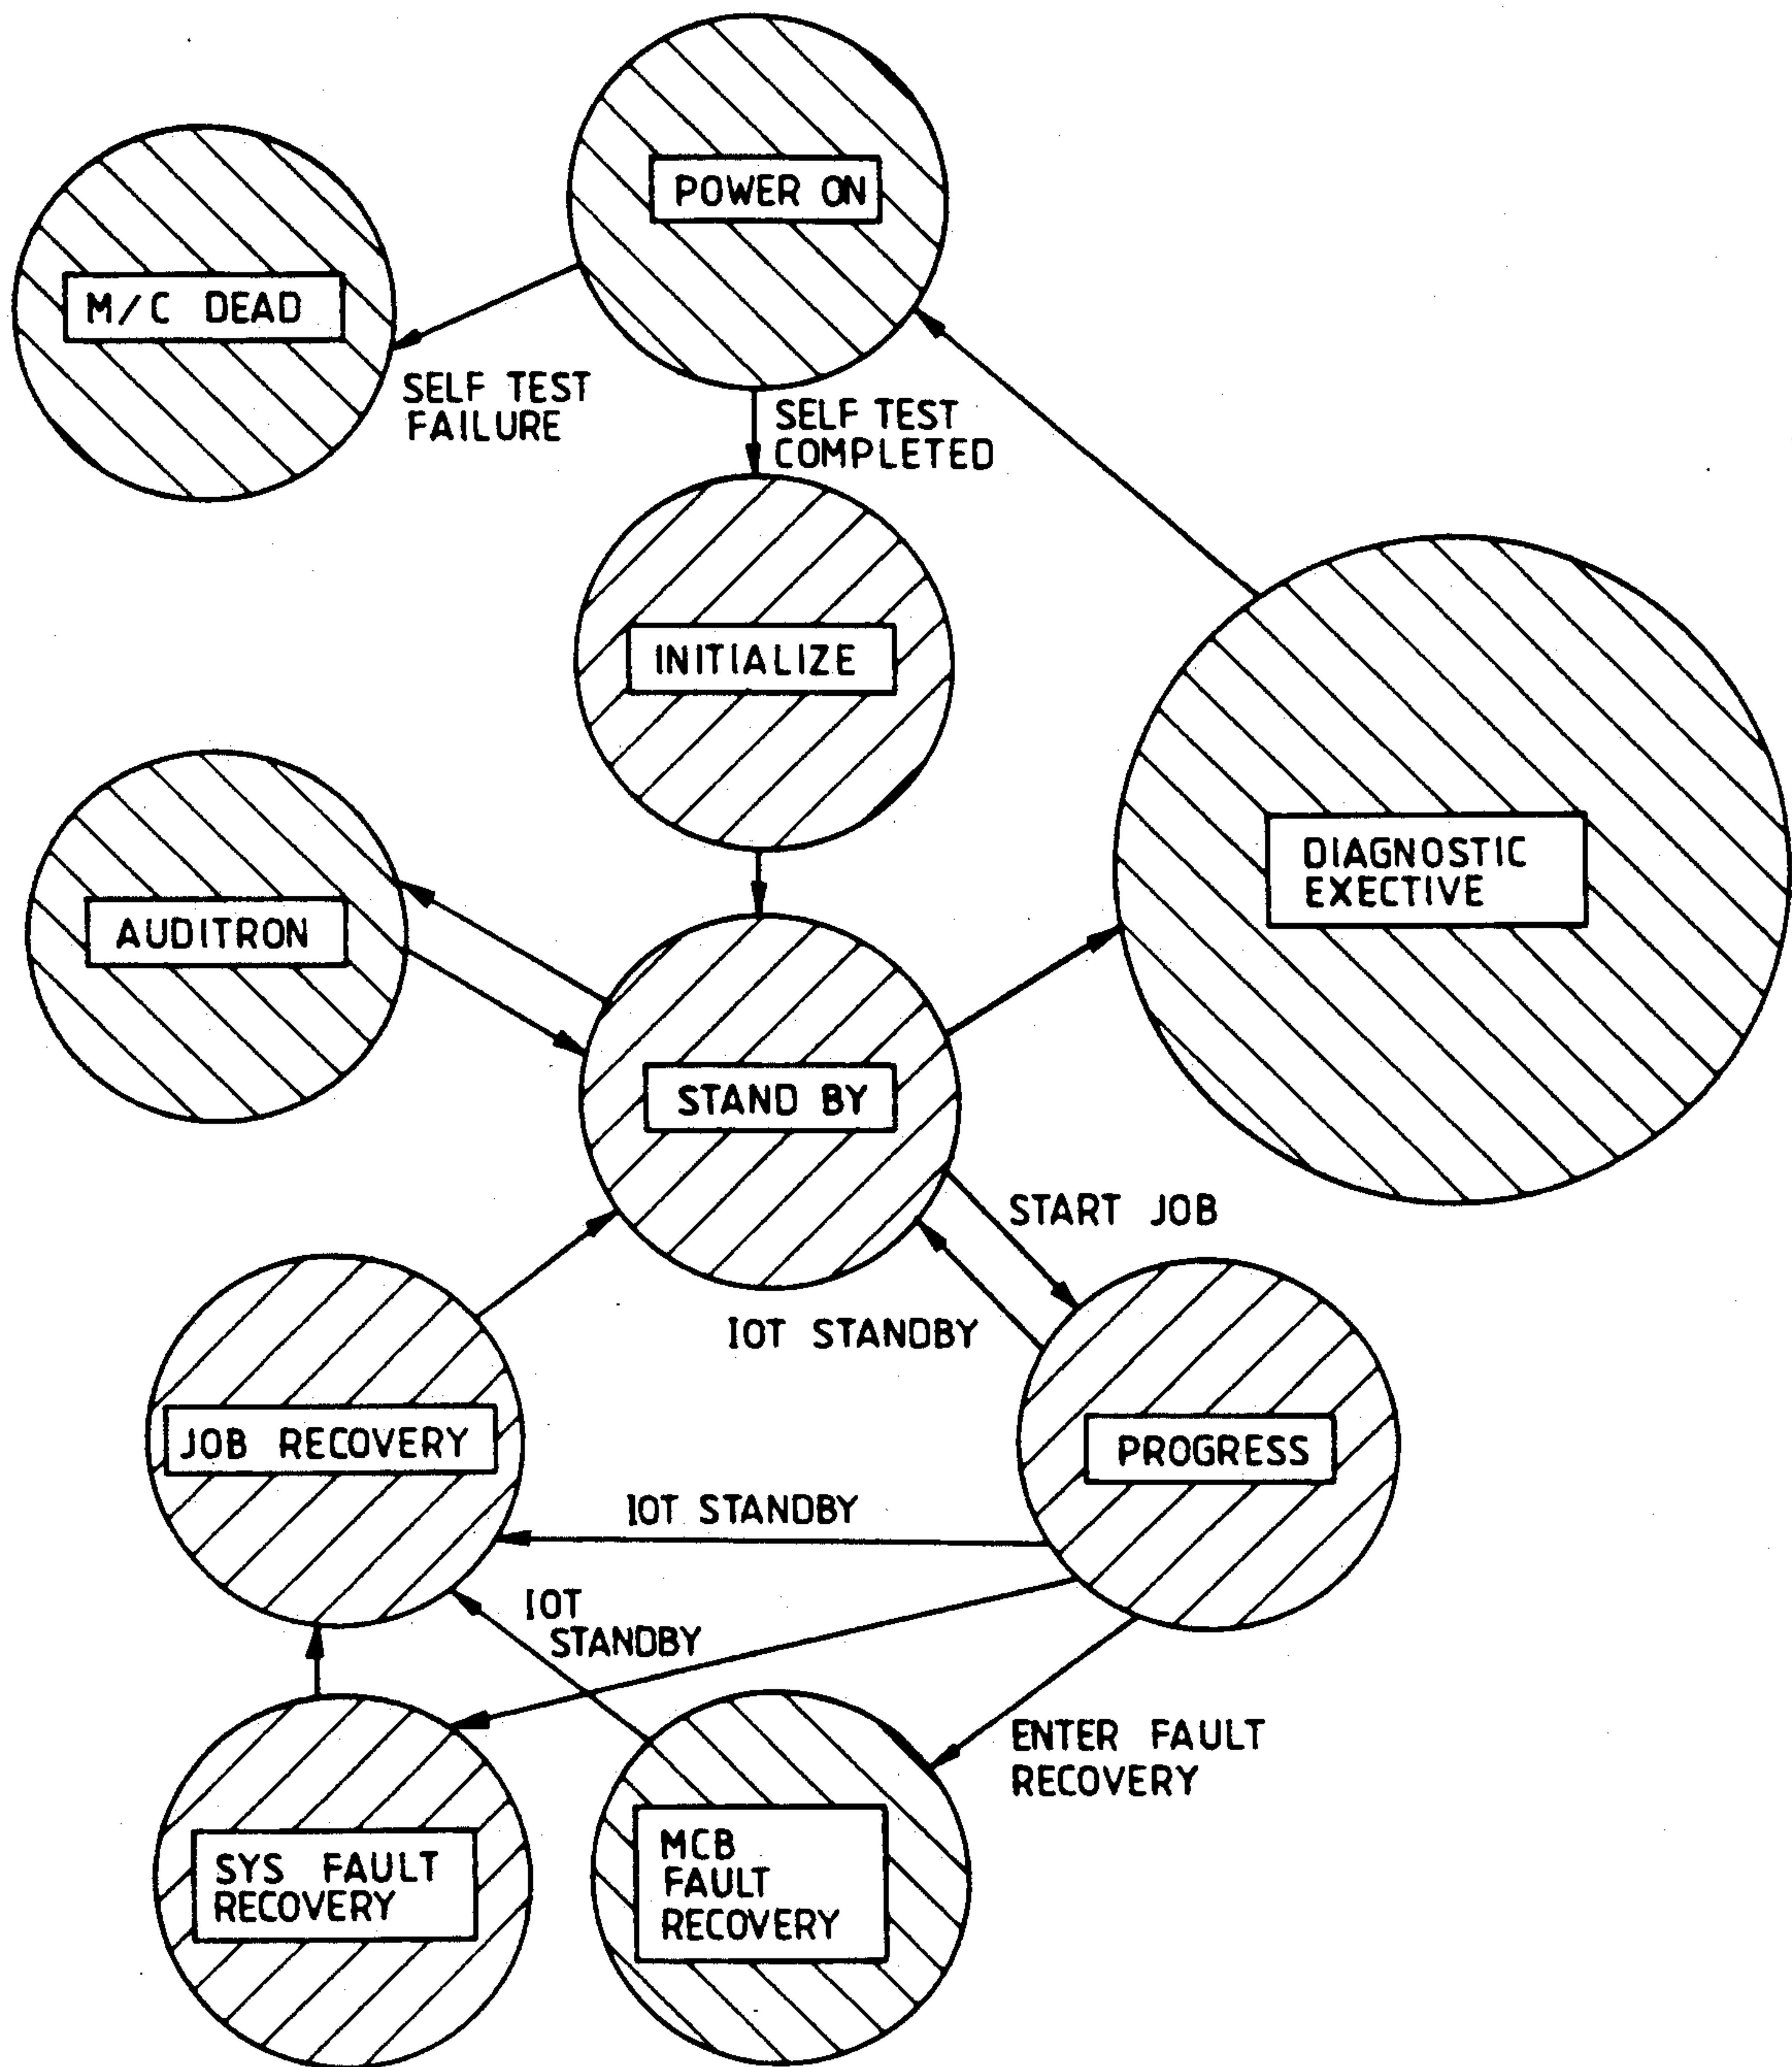 POWER ON
M/C DEAD
SELF TEST
FAILURE
SELF TEST
COMPLETED
INITIALIZE
DIAGNOSTIC
EXECTIVE
AUDITRON
STAND BY
START JOB
IOT STANDBY
JOB RECOVERY
PROGRESS
IOT STANDBY
IOT
STANDBY
ENTER FAULT
RECOVERY
SYS FAULT
RECOVERY
MCB
FAULT
RECOVERY